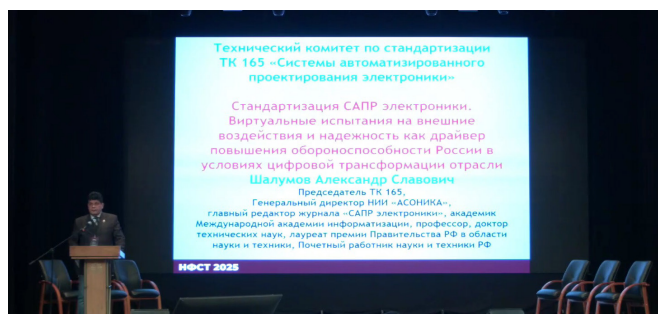 Технический комитет по стандартизации
ТК 165 «Системы автоматизированного
проектирования электроники»
Стандартизация САПР электроники.
Виртуальные испытания на внешние
воздействия и надежность как драйвер
повышения обороноспособности России в
условиях цифровой трансформации отрасли
Шалумов Александр Славович
Председатель ТК 165,
Генеральный директор НИИ «АСОНИКА»,
главный редактор журнала «САПР электроники», академик
Международной академии информатизации, профессор, доктор
технических наук, лауреат премии Правительства РФ в области
науки и техники, Почетный работник науки и техники РФ
НФСТ 2025